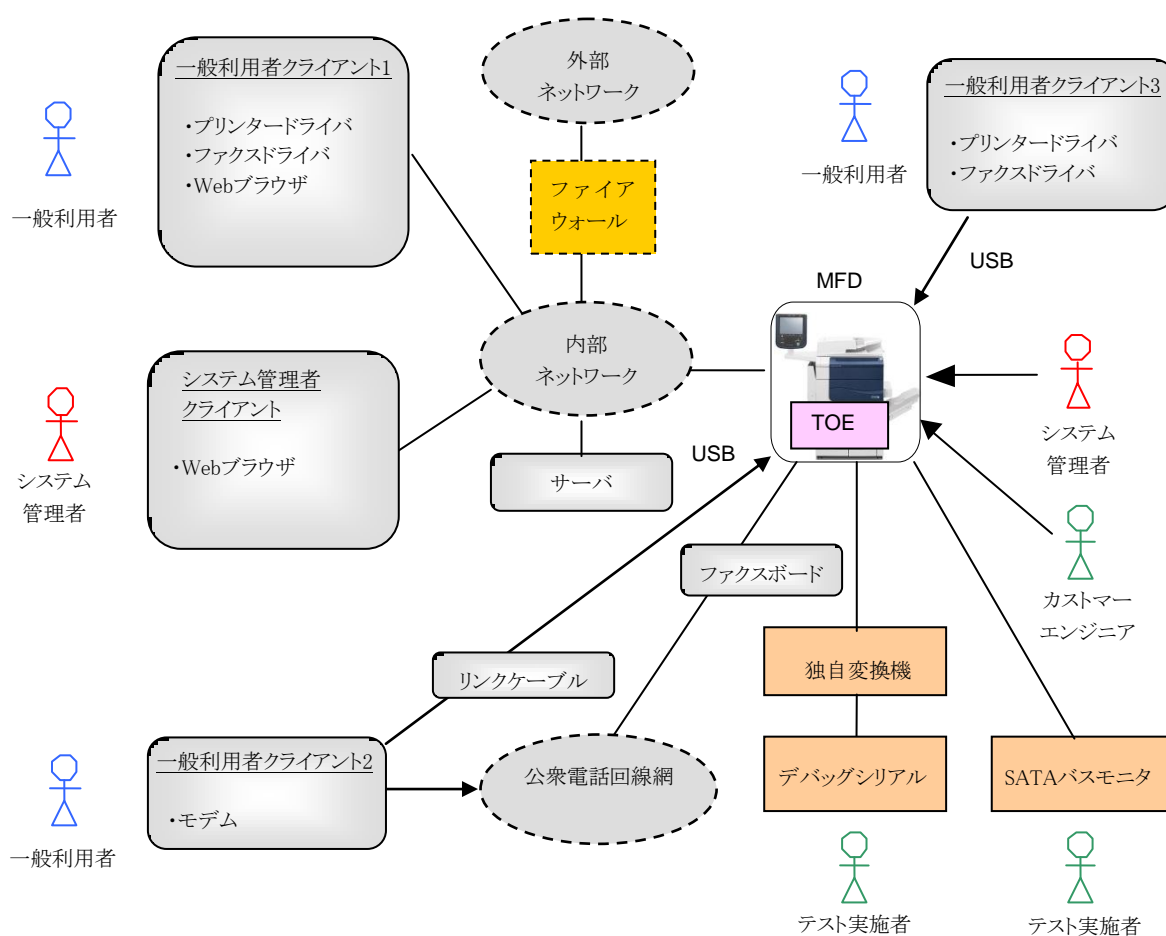 一般利用者クライアント1
・プリンタードライバ
・ファクスドライバ
・Webブラウザ
一般利用者
外部
ネットワーク
ファイア
ウォール
一般利用者
一般利用者クライアント3
・プリンタードライバ
・ファクスドライバ
USB
MFD
TOE
内部
ネットワーク
システム管理者
クライアント
・Webブラウザ
システム
管理者
サーバ
USB
システム
管理者
ファクスボード
カストマー
エンジニア
リンクケーブル
独自変換機
一般利用者クライアント2
・モデム
一般利用者
公衆電話回線網
デバッグシリアル
SATAバスモニタ
テスト実施者
テスト実施者